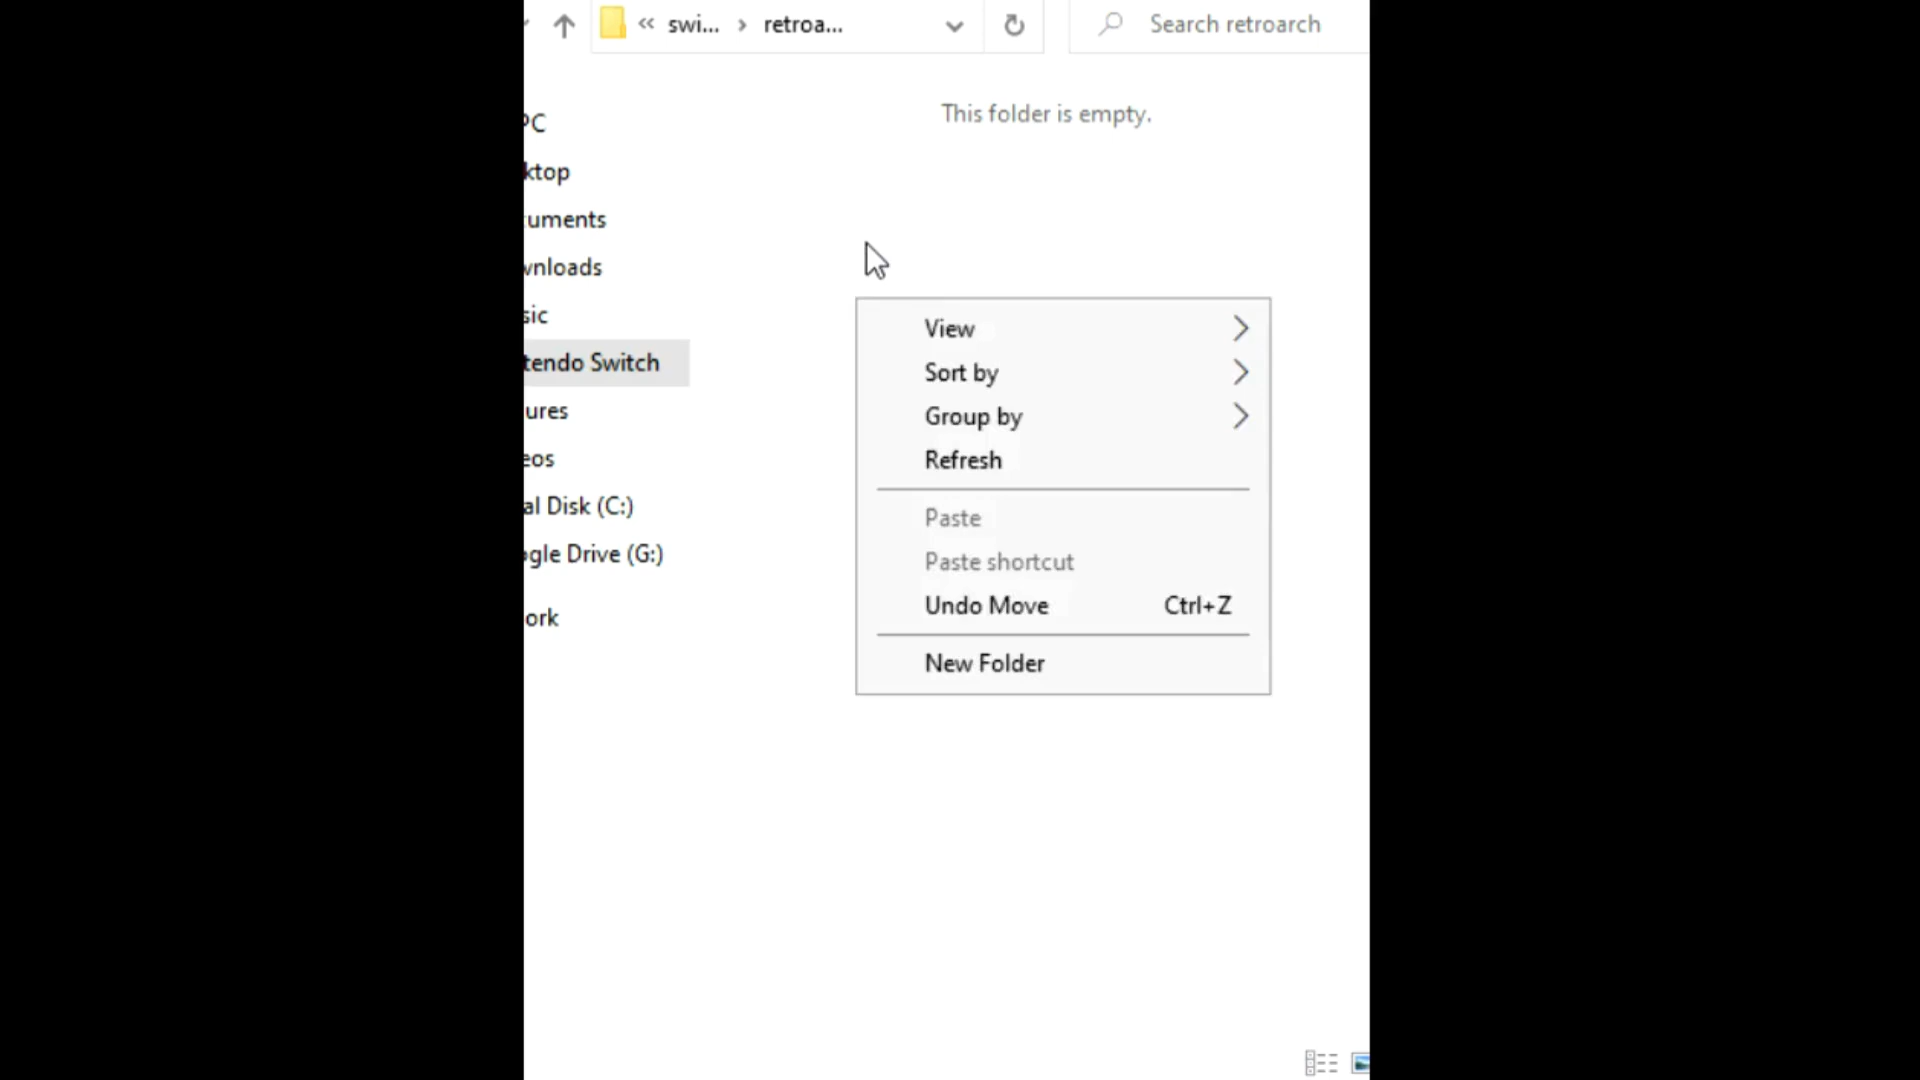 « swi... › retroa...
Search retroarch
This folder is empty.
PC
ktop
uments
wnloads
sic
tendo Switch
ures
eos
al Disk (C:)
gle Drive (G:)
ork
View
Sort by
Group by
Refresh
Paste
Paste shortcut
Undo Move Ctrl+Z
New Folder